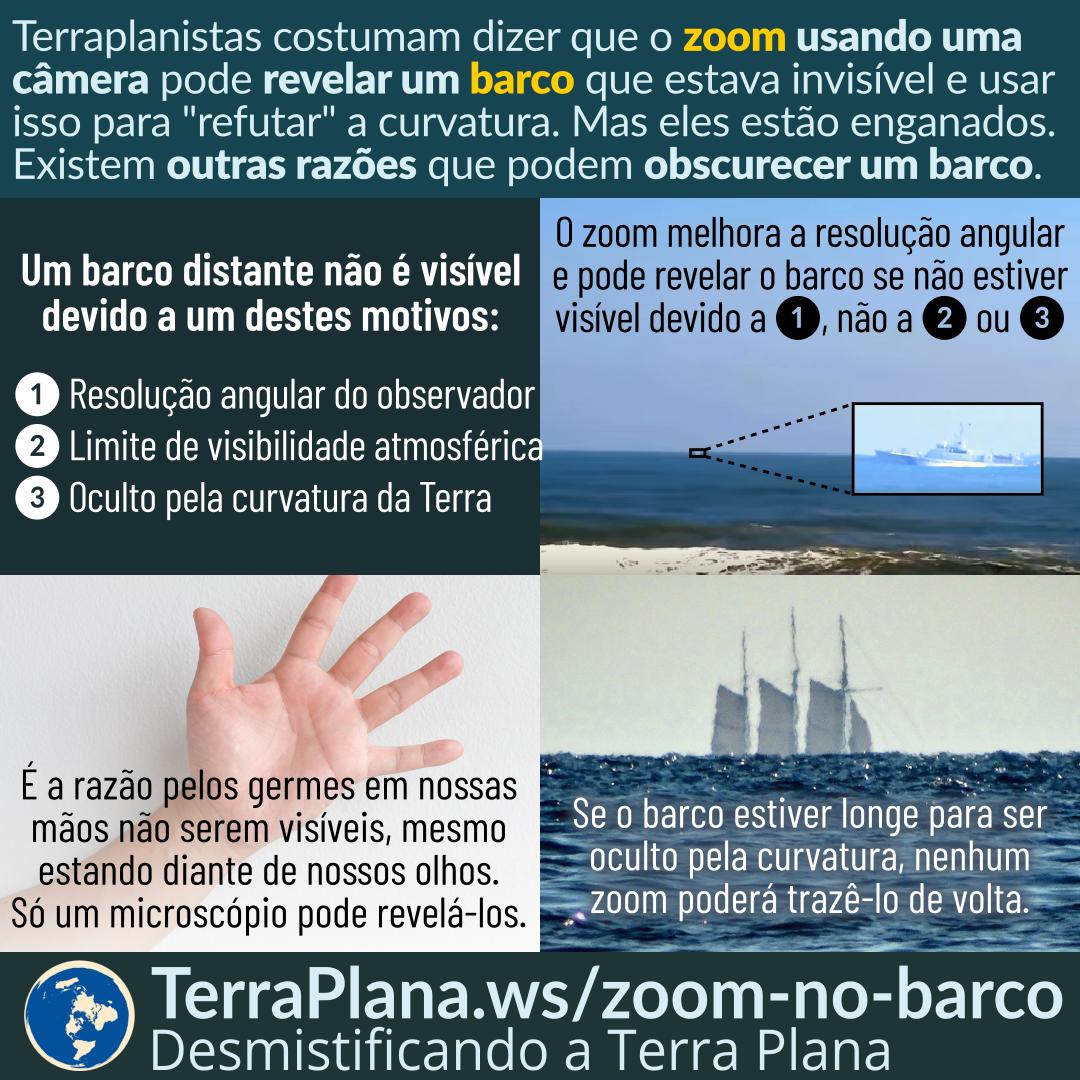 Terraplanistas costumam dizer que o zoom usando uma
câmera pode revelar um barco que estava invisível e usar
isso para "refutar" a curvatura. Mas eles estão enganados.
Existem outras razões que podem obscurecer um barco.
Um barco distante não é visível
devido a um destes motivos:
1 Resolução angular do observador
2 Limite de visibilidade atmosférica
3 Oculto pela curvatura da Terra
O zoom melhora a resolução angular
e pode revelar o barco se não estiver
visível devido a 1, não a 2 ou 3
É a razão pelos germes em nossas
mãos não serem visíveis, mesmo
estando diante de nossos olhos.
Só um microscópio pode revelá-los.
Se o barco estiver longe para ser
oculto pela curvatura, nenhum
zoom poderá trazê-lo de volta.
TerraPlana.ws/zoom-no-barco
Desmistificando a Terra Plana